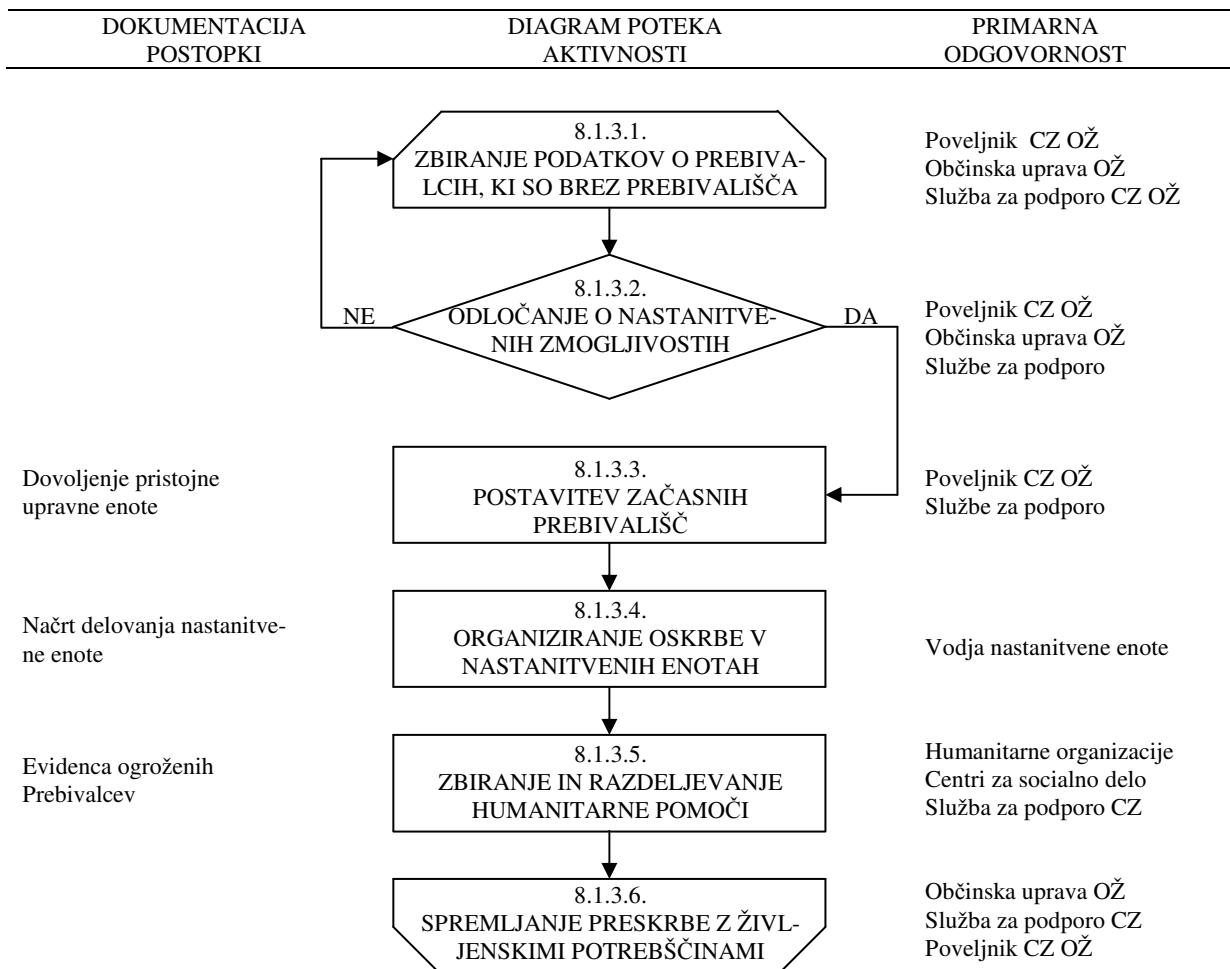 DOKUMENTACIJA
POSTOPKI
DIAGRAM POTEKA
AKTIVNOSTI
PRIMARNA
ODGOVORNOST
8.1.3.1.
ZBIRANJE PODATKOV O PREBIVA-
LCIH, KI SO BREZ PREBIVALIŠČA
Poveljnik CZ OŽ
Občinska uprava OŽ
Služba za podporo CZ OŽ
8.1.3.2.
ODLOČANJE O NASTANITVE-
NIH ZMOGLJIVOSTIH
NE
DA
Poveljnik CZ OŽ
Občinska uprava OŽ
Službe za podporo
Dovoljenje pristojne
upravne enote
8.1.3.3.
POSTAVITEV ZAČASNIH
PREBIVALIŠČ
Poveljnik CZ OŽ
Službe za podporo
Načrt delovanja nastanitve-
ne enote
8.1.3.4.
ORGANIZIRANJE OSKRBE V
NASTANITVENIH ENOTAH
Vodja nastanitvene enote
Evidenca ogroženih
Prebivalcev
8.1.3.5.
ZBIRANJE IN RAZDELJEVANJE
HUMANITARNE POMOČI
Humanitarne organizacije
Centri za socialno delo
Služba za podporo CZ
8.1.3.6.
SPREMLJANJE PRESKRBE Z ŽIVL-
JENSKIMI POTREBŠČINAMI
Občinska uprava OŽ
Služba za podporo CZ
Poveljnik CZ OŽ